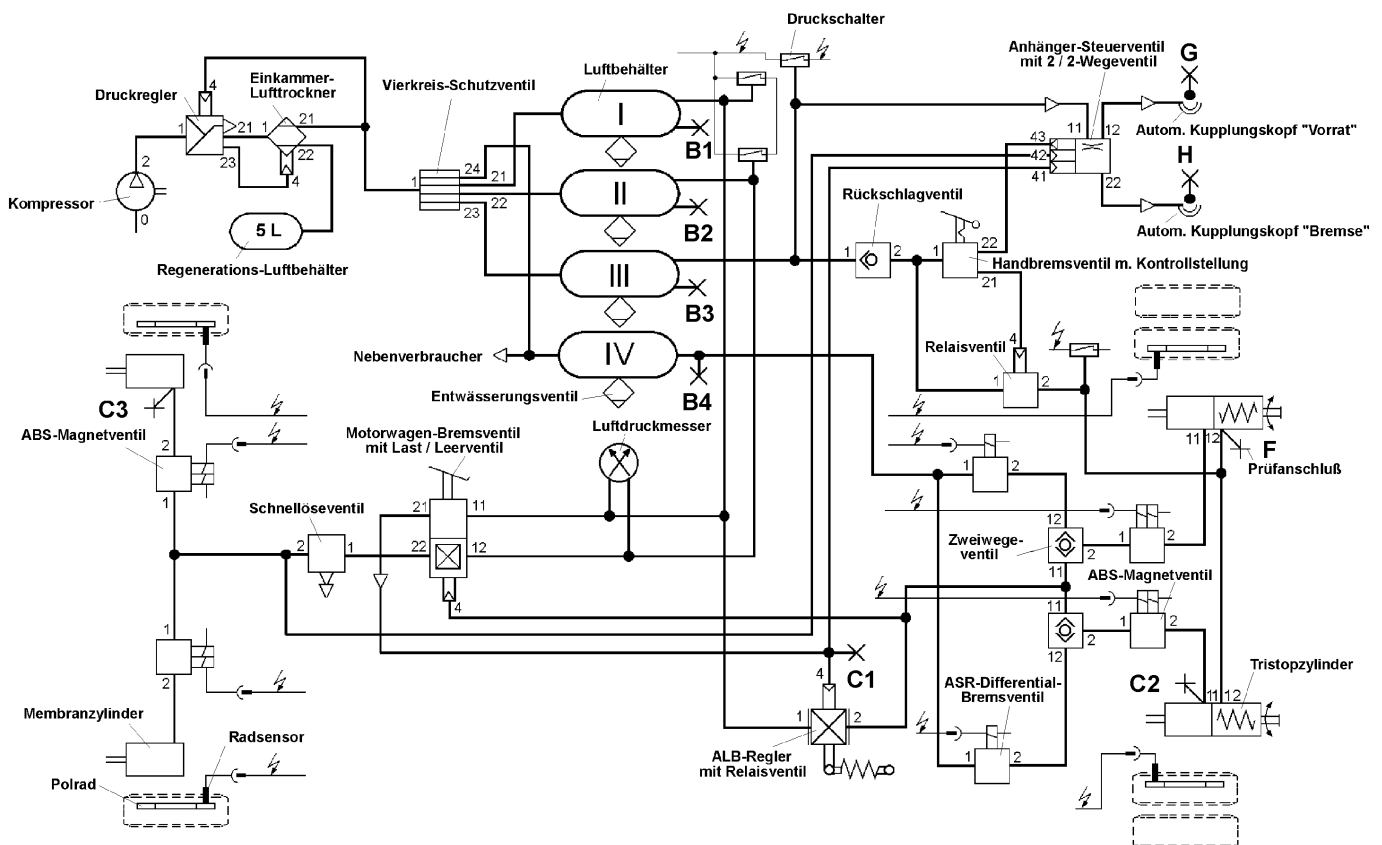 Druckschalter
Anhänger-Steuerventil
mit 2 / 2-Wegeventil
G
Einkammer-
Lufttrockner
Vierkreis-Schutzventil
Luftbehälter
Druckregler
4
I
1
21
1
21
11
12
Autom. Kupplungskopf "Vorrat"
2
23
22
4
24
21
B1
43
42
41
H
1
22
23
II
Rückschlagventil
22
Kompressor
0
5 L
B2
1
2
1
22
Autom. Kupplungskopf "Bremse"
Regenerations-Luftbehälter
III
Handbremsventil m. Kontrollstellung
21
B3
4
Nebenverbraucher
IV
Relaisventil
1
2
Entwässerungsventil
B4
C3
Luftdruckmesser
ABS-Magnetventil
Motorwagen-Bremsventil
mit Last / Leerventil
11
12
F
Prüfanschluß
2
1
2
1
21
11
Schnellöseventil
12
2
1
22
12
Zweiwege-
ventil
2
1
2
11
ABS-Magnetventil
4
11
1
2
1
2
12
2
C1
4
ASR-Differential-
Bremsventil
C2
11
12
Tristopzylinder
Membranzylinder
1
2
Radsensor
1
2
ALB-Regler
mit Relaisventil
Polrad